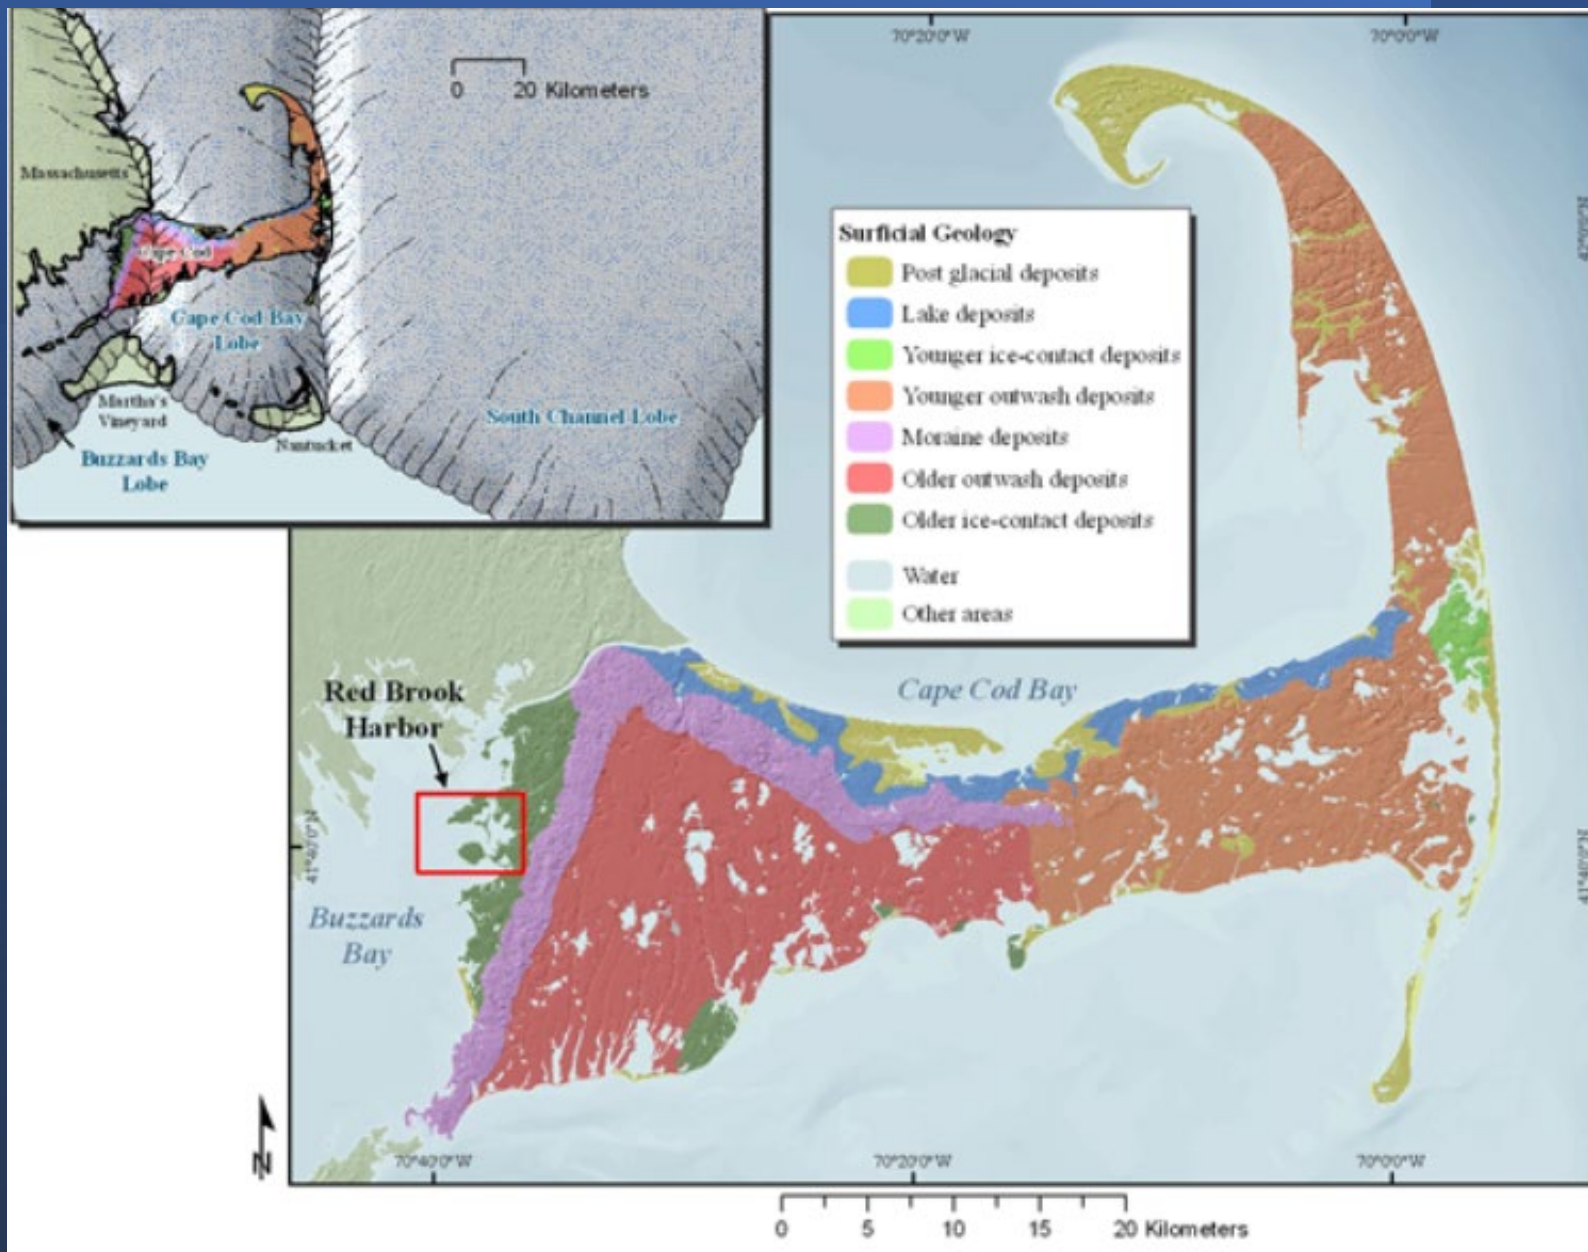 0 20 Kilometers
Massachusetts
Cape Cod
Cape Cod Bay
Lobe
Martha's
Vineyard
Nantucket
South Channel Lobe
Buzzards Bay
Lobe
70°20'0"W
70°0'0"W
Surficial Geology
Post glacial deposits
Lake deposits
Younger ice-contact deposits
Younger outwash deposits
Moraine deposits
Older outwash deposits
Older ice-contact deposits
Water
Other areas
Red Brook
Harbor
Cape Cod Bay
41°40'0"N
41°40'0"N
Buzzards
Bay
N
70°40'0"W
70°20'0"W
70°0'0"W
0 5 10 15 20 Kilometers